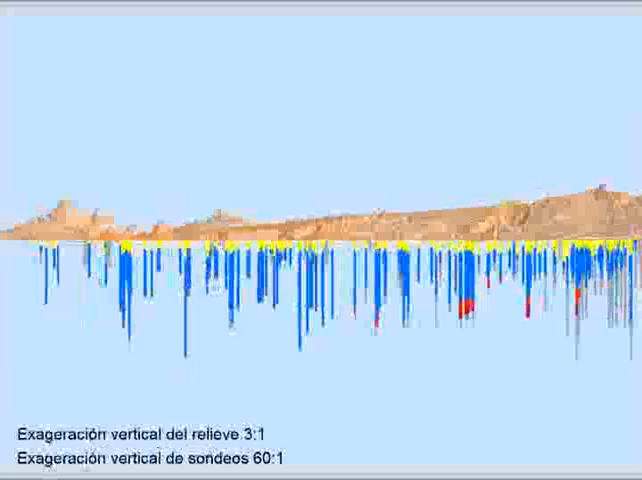 Exageración vertical del relieve 3:1
Exageración vertical de sondeos 60:1